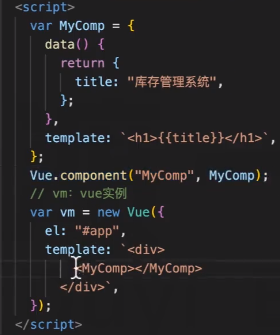 <script>
  var MyComp = {
    data() {
      return {
        title: "库存管理系统",
      };
    },
    template: `<h1>{{title}}</h1>`,
  };
  Vue.component("MyComp", MyComp);
  // vm: vue实例
  var vm = new Vue({
    el: "#app",
    template: `<div>
        <MyComp></MyComp>
      </div>`,
  });
</script>